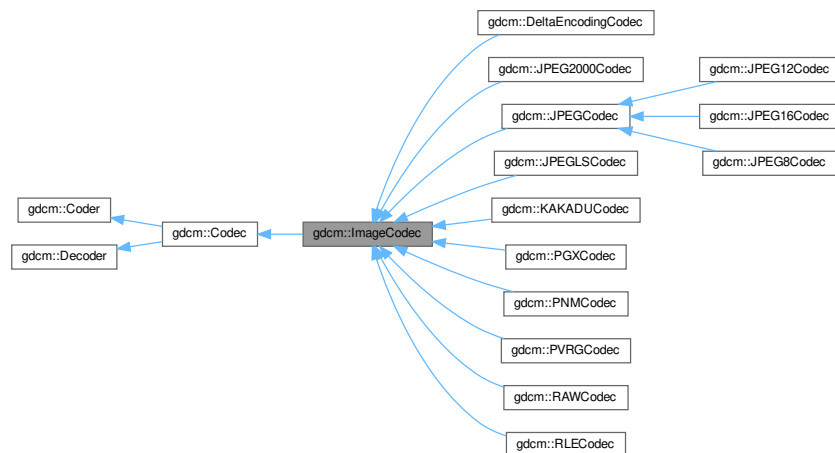 gdcm::DeltaEncodingCodec
gdcm::JPEG2000Codec
gdcm::JPEG12Codec
gdcm::JPEGCodec
gdcm::JPEG16Codec
gdcm::JPEGLSCodec
gdcm::JPEG8Codec
gdcm::Coder
gdcm::KAKADUCodec
gdcm::Codec
gdcm::ImageCodec
gdcm::Decoder
gdcm::PGXCodec
gdcm::PNMCodec
gdcm::PVRGCodec
gdcm::RAWCodec
gdcm::RLECodec